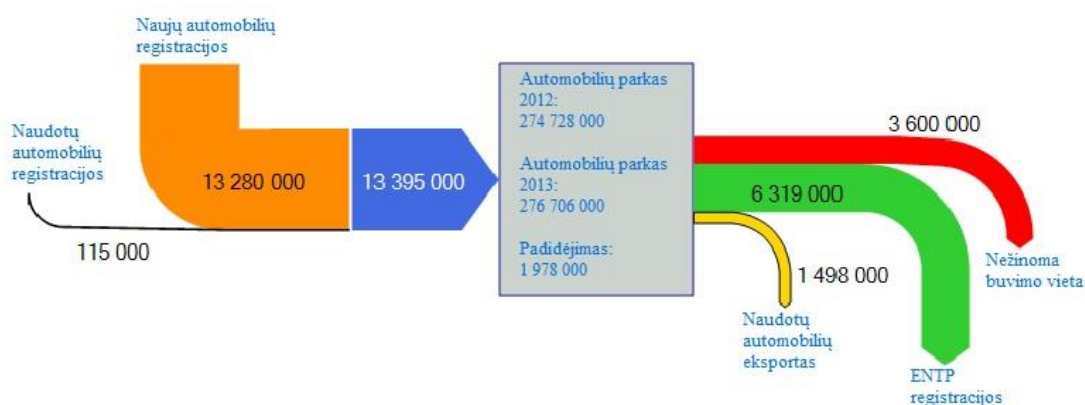 Naujų automobilių
registracijos
Naudotų
automobilių
registracijos
13 280 000
115 000
13 395 000
Automobilių parkas
2012:
274 728 000
Automobilių parkas
2013:
276 706 000
Padidėjimas:
1 978 000
3 600 000
6 319 000
1 498 000
Nežinoma
buvimo vieta
Naudotų
automobilių
eksportas
ENTP
registracijos